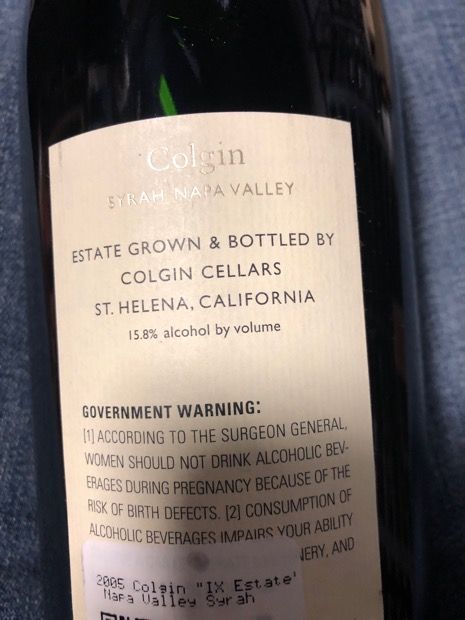 Colgin
SYRAH, NAPA VALLEY
ESTATE GROWN & BOTTLED BY
COLGIN CELLARS
ST. HELENA, CALIFORNIA
15.8% alcohol by volume
GOVERNMENT WARNING:
[1] ACCORDING TO THE SURGEON GENERAL,
WOMEN SHOULD NOT DRINK ALCOHOLIC BEV-
ERAGES DURING PREGNANCY BECAUSE OF THE
RISK OF BIRTH DEFECTS. [2] CONSUMPTION OF
ALCOHOLIC BEVERAGES IMPAIRS YOUR ABILITY
AND
2005 Colgin "IX Estate"
Napa Valley Syrah